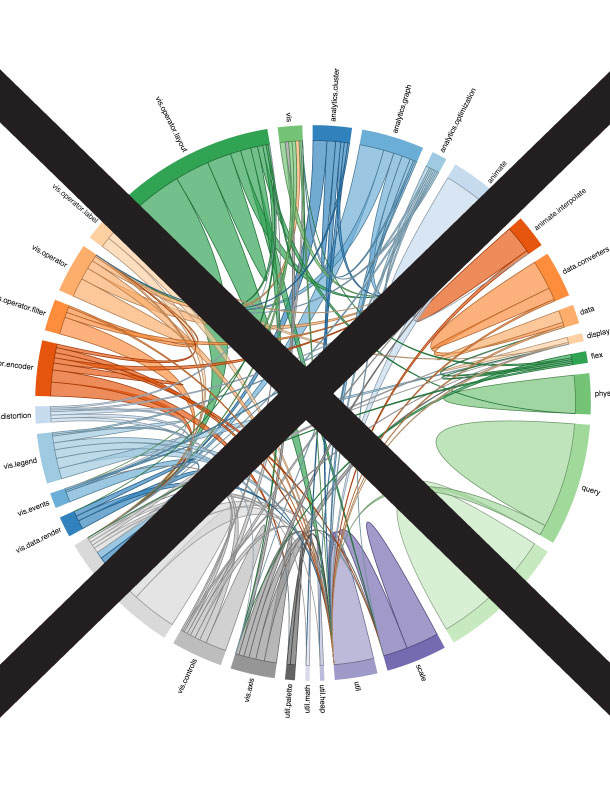 vis.operator.layout
vis
analytics.cluster
analytics.graph
analytics.optimization
animate
animate.interpolate
data.converters
data
display
flex
phys
query
scale
util
util.heap
util.math
util.palette
vis.axis
vis.controls
vis.data.render
vis.events
vis.legend
.distortion
r.encoder
s.operator.filter
vis.operator
vis.operator.label